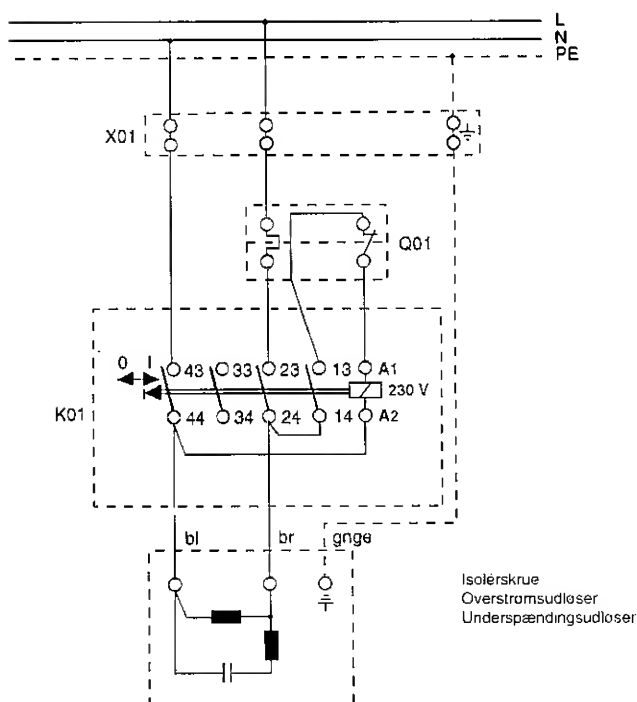 L
N
PE
X01
Q01
0 I 43 33 23 13 A1
230 V
K01 44 34 24 14 A2
bl br gnge
Isolérskrue
Overstrømsudløser
Underspændingsudløser